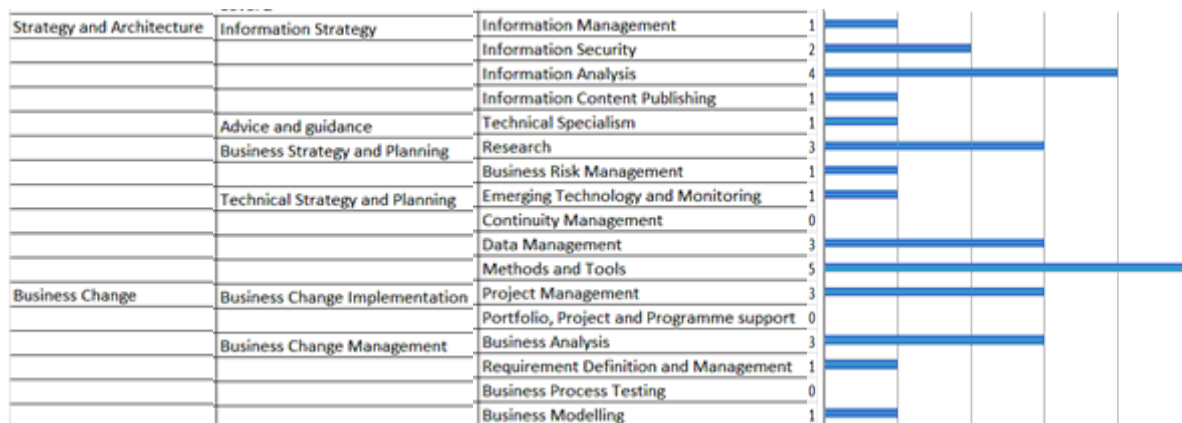 Strategy and Architecture Information Strategy Information Management 1
Information Security 2
Information Analysis 4
Information Content Publishing 1
Advice and guidance Technical Specialism 1
Business Strategy and Planning Research 3
Business Risk Management 1
Technical Strategy and Planning Emerging Technology and Monitoring 1
Continuity Management 0
Data Management 3
Methods and Tools 5
Business Change Business Change Implementation Project Management 3
Portfolio, Project and Programme support 0
Business Change Management Business Analysis 3
Requirement Definition and Management 1
Business Process Testing 0
Business Modelling 1